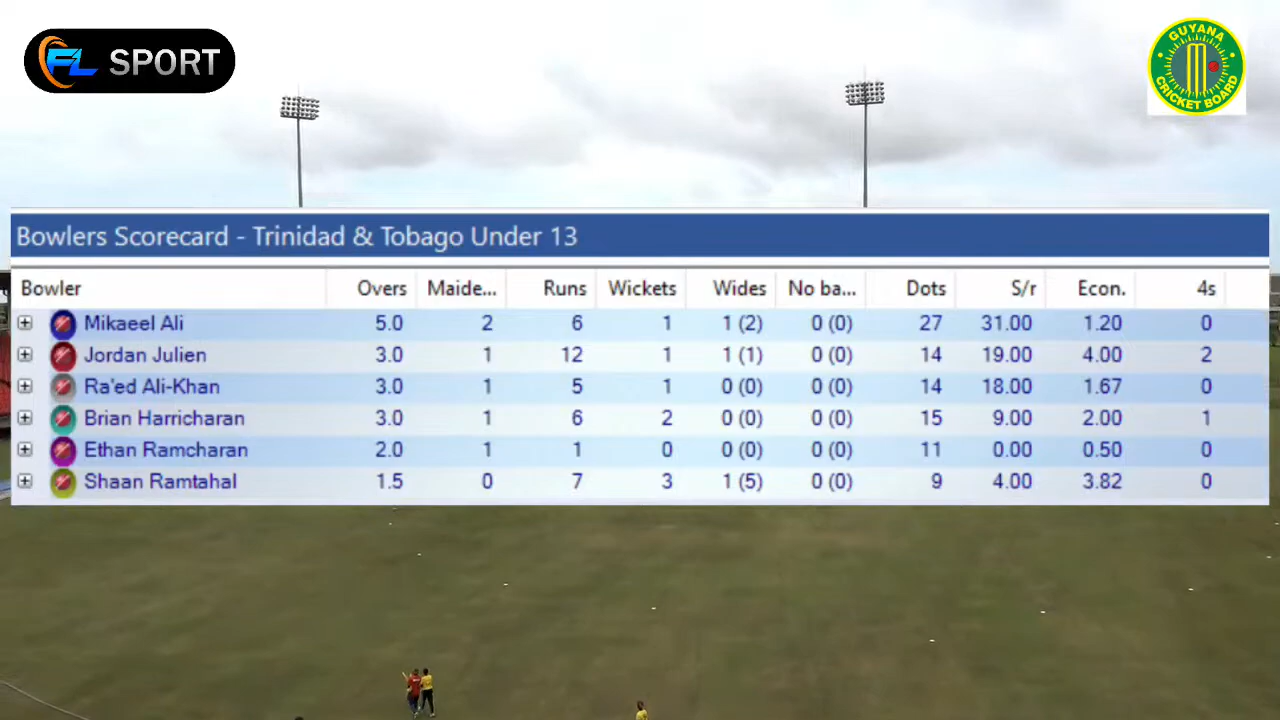 FL SPORT
GUYANA
CRICKET BOARD
Bowlers Scorecard - Trinidad & Tobago Under 13
Bowler Overs Maide... Runs Wickets Wides No ba... Dots S/r Econ. 4s
Mikaeel Ali 5.0 2 6 1 1 (2) 0 (0) 27 31.00 1.20 0
Jordan Julien 3.0 1 12 1 1 (1) 0 (0) 14 19.00 4.00 2
Ra'ed Ali-Khan 3.0 1 5 1 0 (0) 0 (0) 14 18.00 1.67 0
Brian Harricharan 3.0 1 6 2 0 (0) 0 (0) 15 9.00 2.00 1
Ethan Ramcharan 2.0 1 1 0 0 (0) 0 (0) 11 0.00 0.50 0
Shaan Ramtahal 1.5 0 7 3 1 (5) 0 (0) 9 4.00 3.82 0